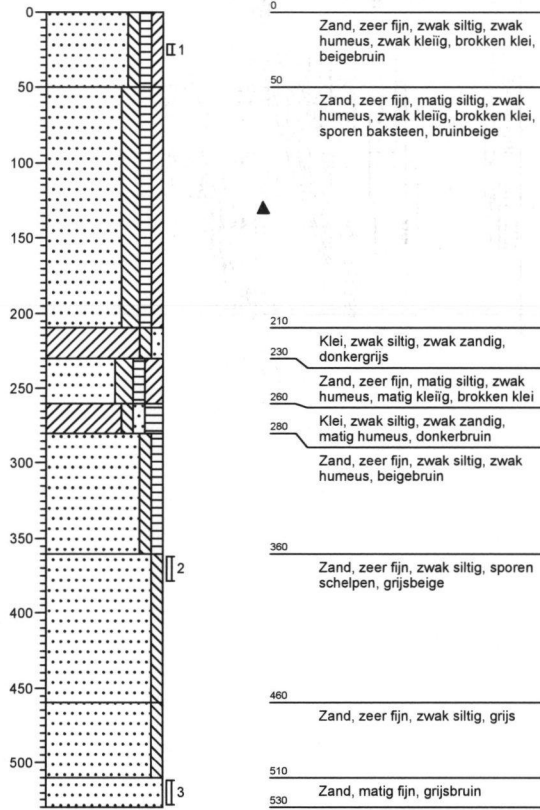 0
50
100
150
200
250
300
350
400
450
500
1
2
3
0
Zand, zeer fijn, zwak siltig, zwak
humeus, zwak kleiïg, brokken klei,
beigebruin
50
Zand, zeer fijn, matig siltig, zwak
humeus, zwak kleiïg, brokken klei,
sporen baksteen, bruinbeige
210
Klei, zwak siltig, zwak zandig,
donkergrijs
230
Zand, zeer fijn, matig siltig, zwak
humeus, matig kleiïg, brokken klei
260
Klei, zwak siltig, zwak zandig,
matig humeus, donkerbruin
280
Zand, zeer fijn, zwak siltig, zwak
humeus, beigebruin
360
Zand, zeer fijn, zwak siltig, sporen
schelpen, grijsbeige
460
Zand, zeer fijn, zwak siltig, grijs
510
Zand, matig fijn, grijsbruin
530